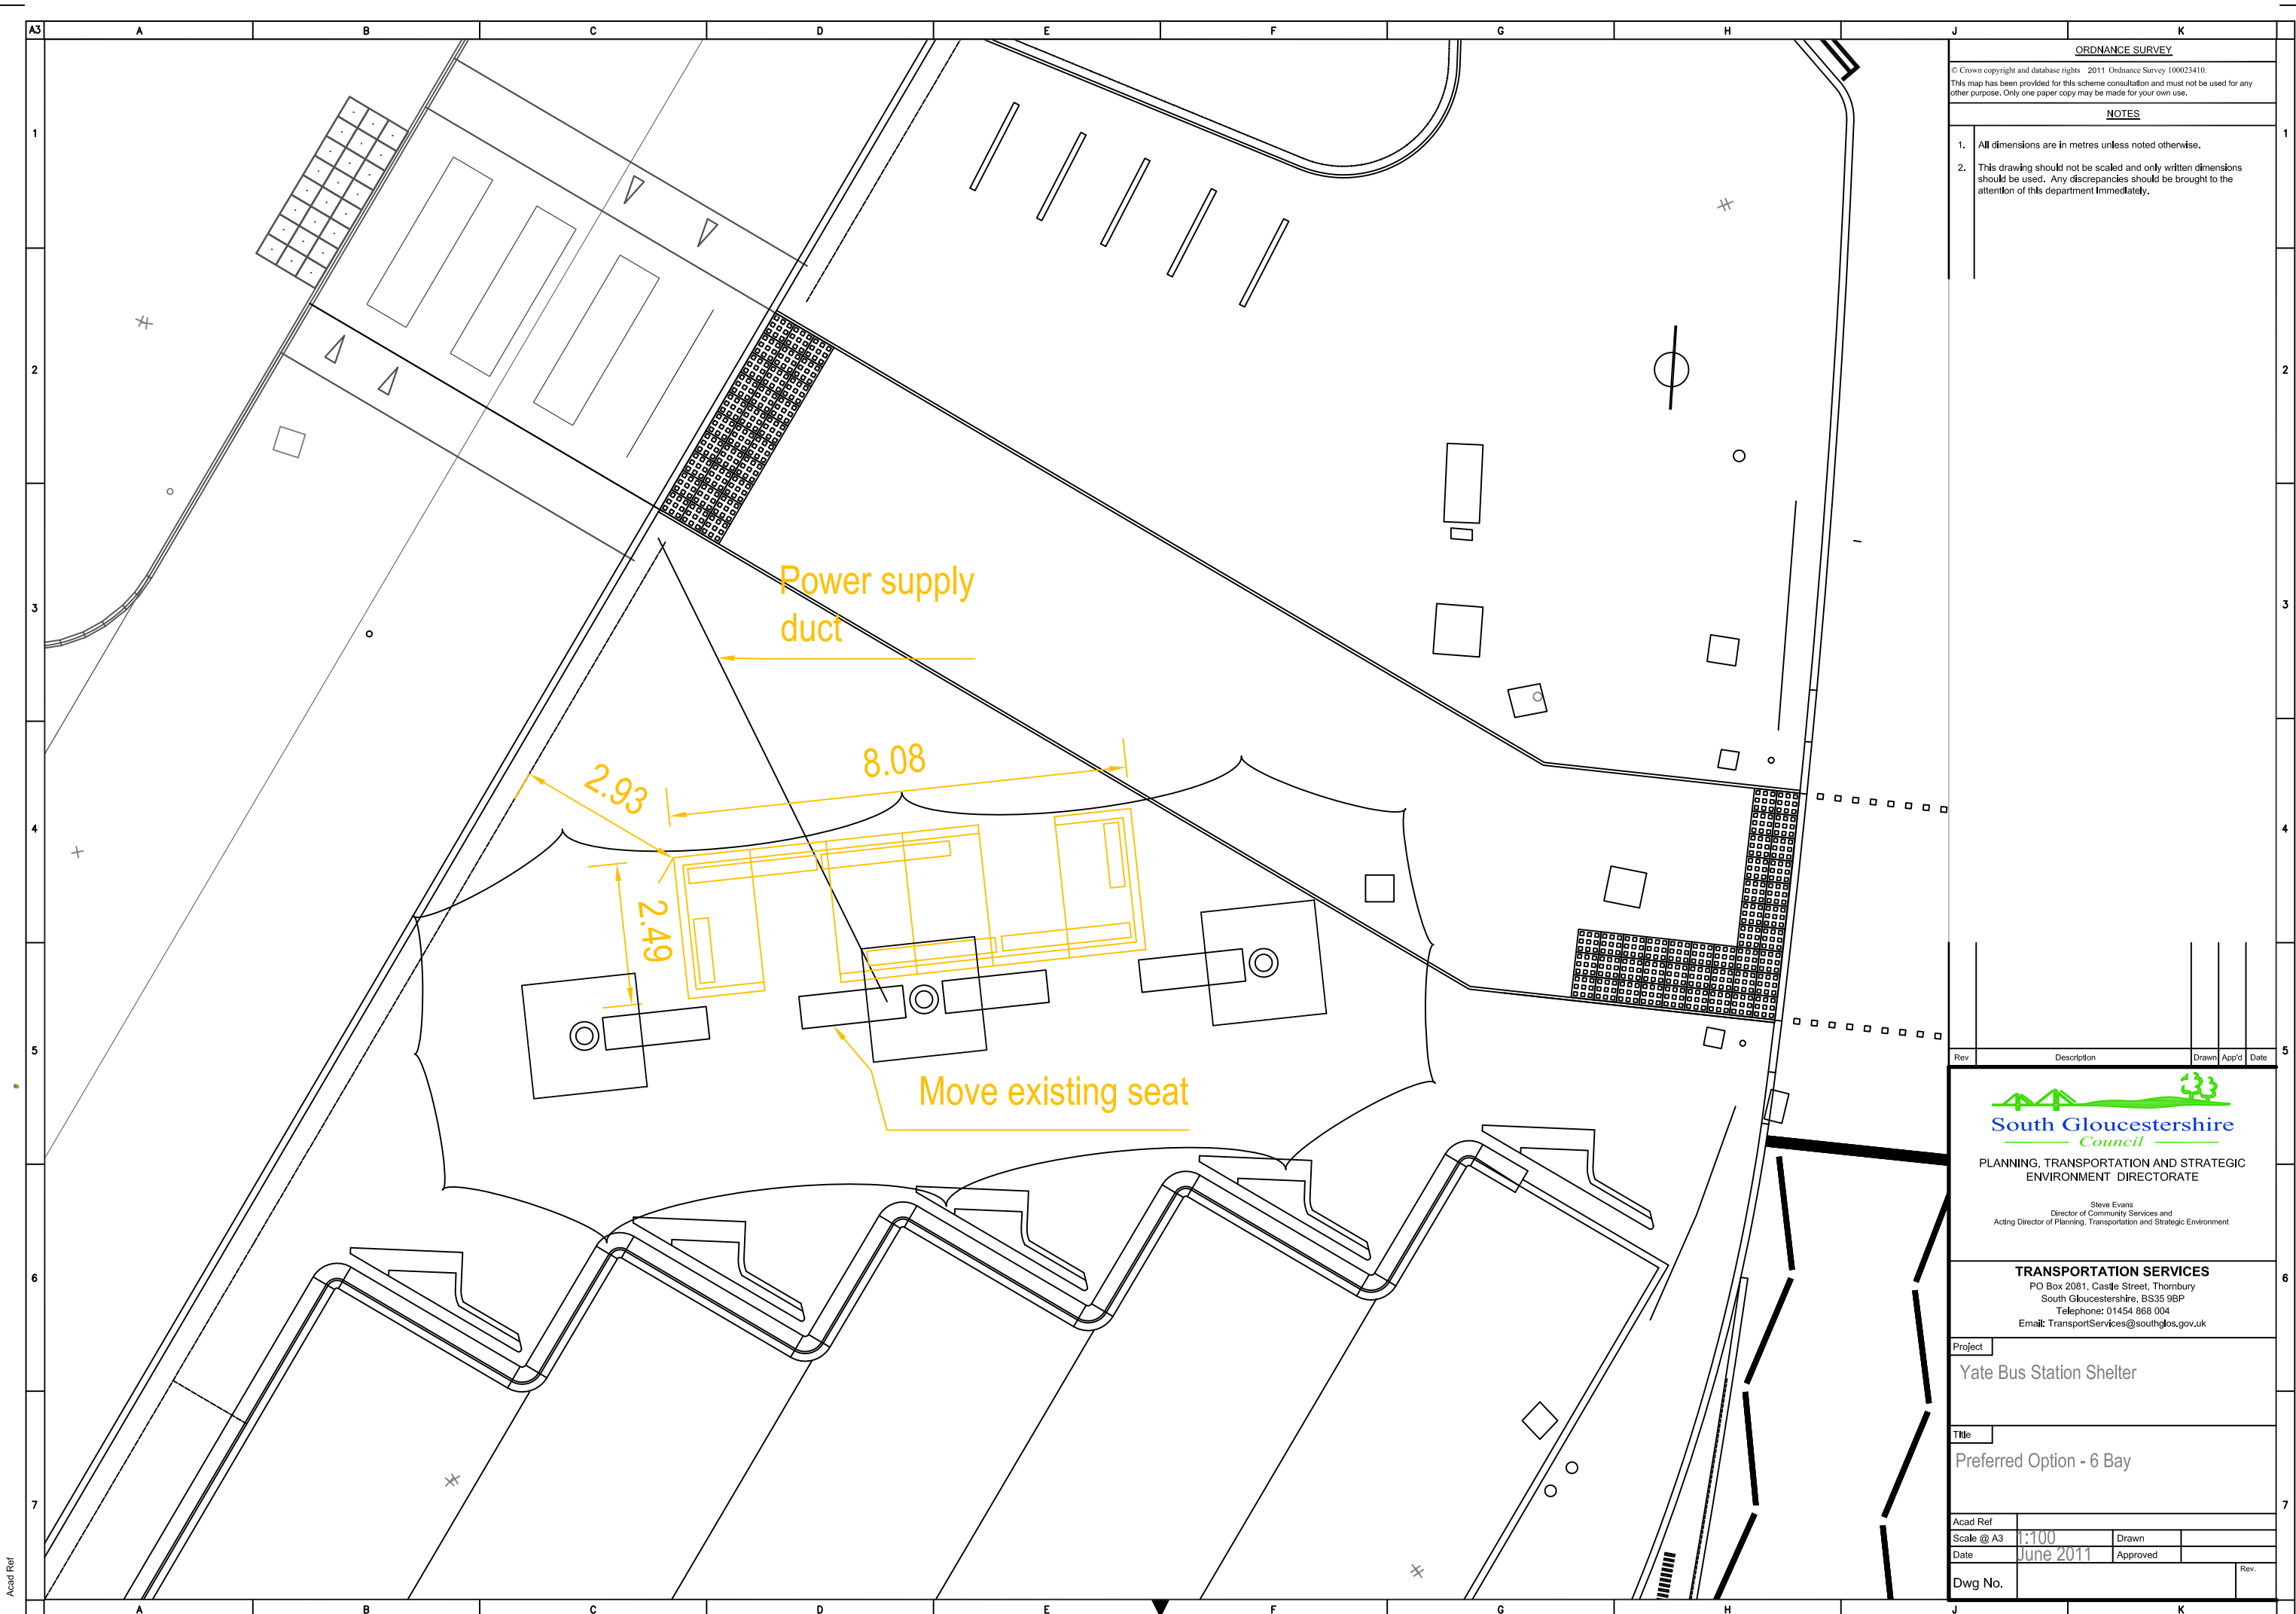 A3 A B C D E F G H J K
1 1
2 2
3 3
4 4
5 5
6 6
7 7
ORDNANCE SURVEY
© Crown copyright and database rights 2011 Ordnance Survey 100023410.
This map has been provided for this scheme consultation and must not be used for any
other purpose. Only one paper copy may be made for your own use.
NOTES
1. All dimensions are in metres unless noted otherwise.
2. This drawing should not be scaled and only written dimensions
should be used. Any discrepancies should be brought to the
attention of this department immediately.
Power supply
duct
8.08
2.93
2.49
Move existing seat
Rev Description Drawn App'd Date
South Gloucestershire
Council
PLANNING, TRANSPORTATION AND STRATEGIC
ENVIRONMENT DIRECTORATE
Steve Evans
Director of Community Services and
Acting Director of Planning, Transportation and Strategic Environment
TRANSPORTATION SERVICES
PO Box 2081, Castle Street, Thornbury
South Gloucestershire, BS35 9BP
Telephone: 01454 868 004
Email: TransportServices@southglos.gov.uk
Project
Yate Bus Station Shelter
Title
Preferred Option - 6 Bay
Acad Ref
Scale @ A3 1:100 Drawn
Date June 2011 Approved
Dwg No. Rev.
Acad Ref
A B C D E F G H J K